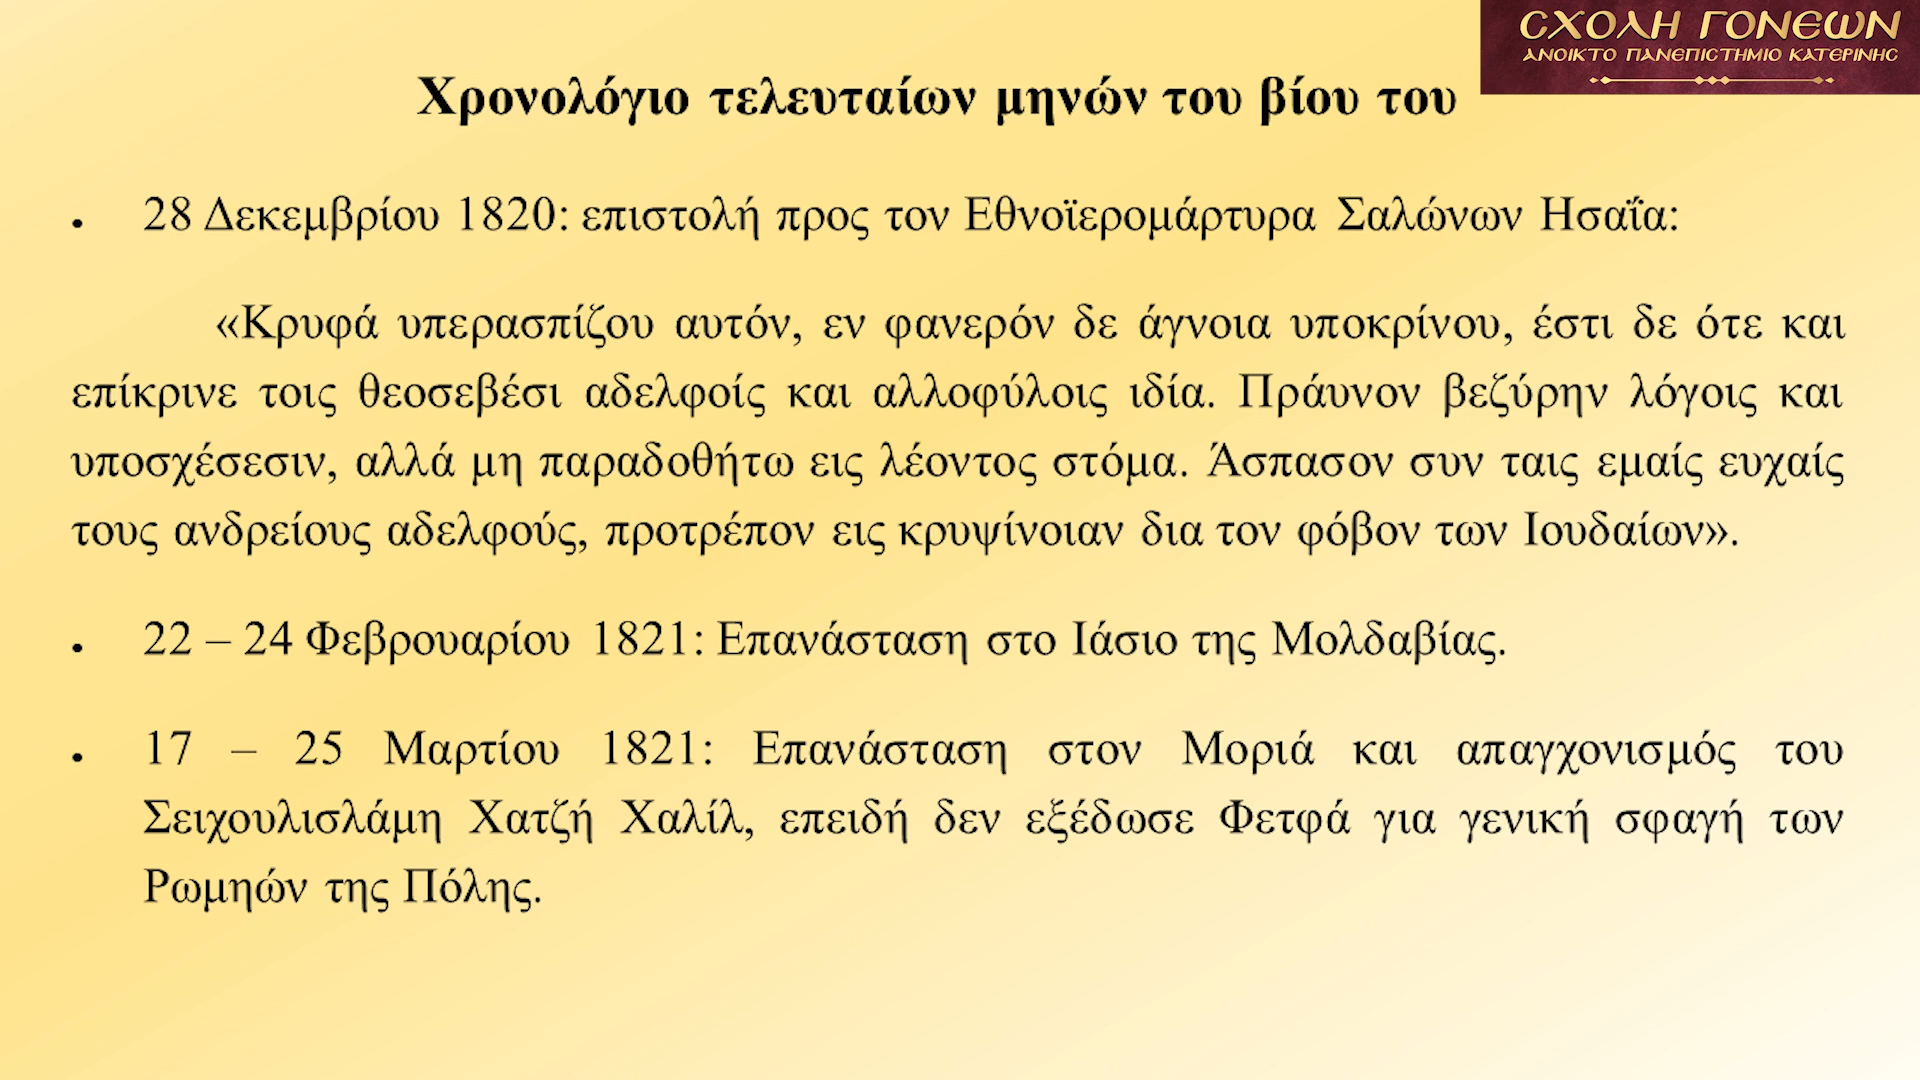 ΣΧΟΛΗ ΓΟΝΕΩΝ
ΑΝΟΙΚΤΟ ΠΑΝΕΠΙΣΤΗΜΙΟ ΚΑΤΕΡΙΝΗΣ
Χρονολόγιο τελευταίων μηνών του βίου του
• 28 Δεκεμβρίου 1820: επιστολή προς τον Εθνοϊερομάρτυρα Σαλώνων Ησαΐα:
«Κρυφά υπερασπίζου αυτόν, εν φανερόν δε άγνοια υποκρίνου, έστι δε ότε και
επίκρινε τοις θεοσεβέσι αδελφοίς και αλλοφύλοις ιδία. Πράυνον βεζύρην λόγοις και
υποσχέσεσιν, αλλά μη παραδοθήτω εις λέοντος στόμα. Άσπασον συν ταις εμαίς ευχαίς
τους ανδρείους αδελφούς, προτρέπον εις κρυψίνοιαν δια τον φόβον των Ιουδαίων».
• 22 – 24 Φεβρουαρίου 1821: Επανάσταση στο Ιάσιο της Μολδαβίας.
• 17 – 25 Μαρτίου 1821: Επανάσταση στον Μοριά και απαγχονισμός του
Σειχουλισλάμη Χατζή Χαλίλ, επειδή δεν εξέδωσε Φετφά για γενική σφαγή των
Ρωμηών της Πόλης.